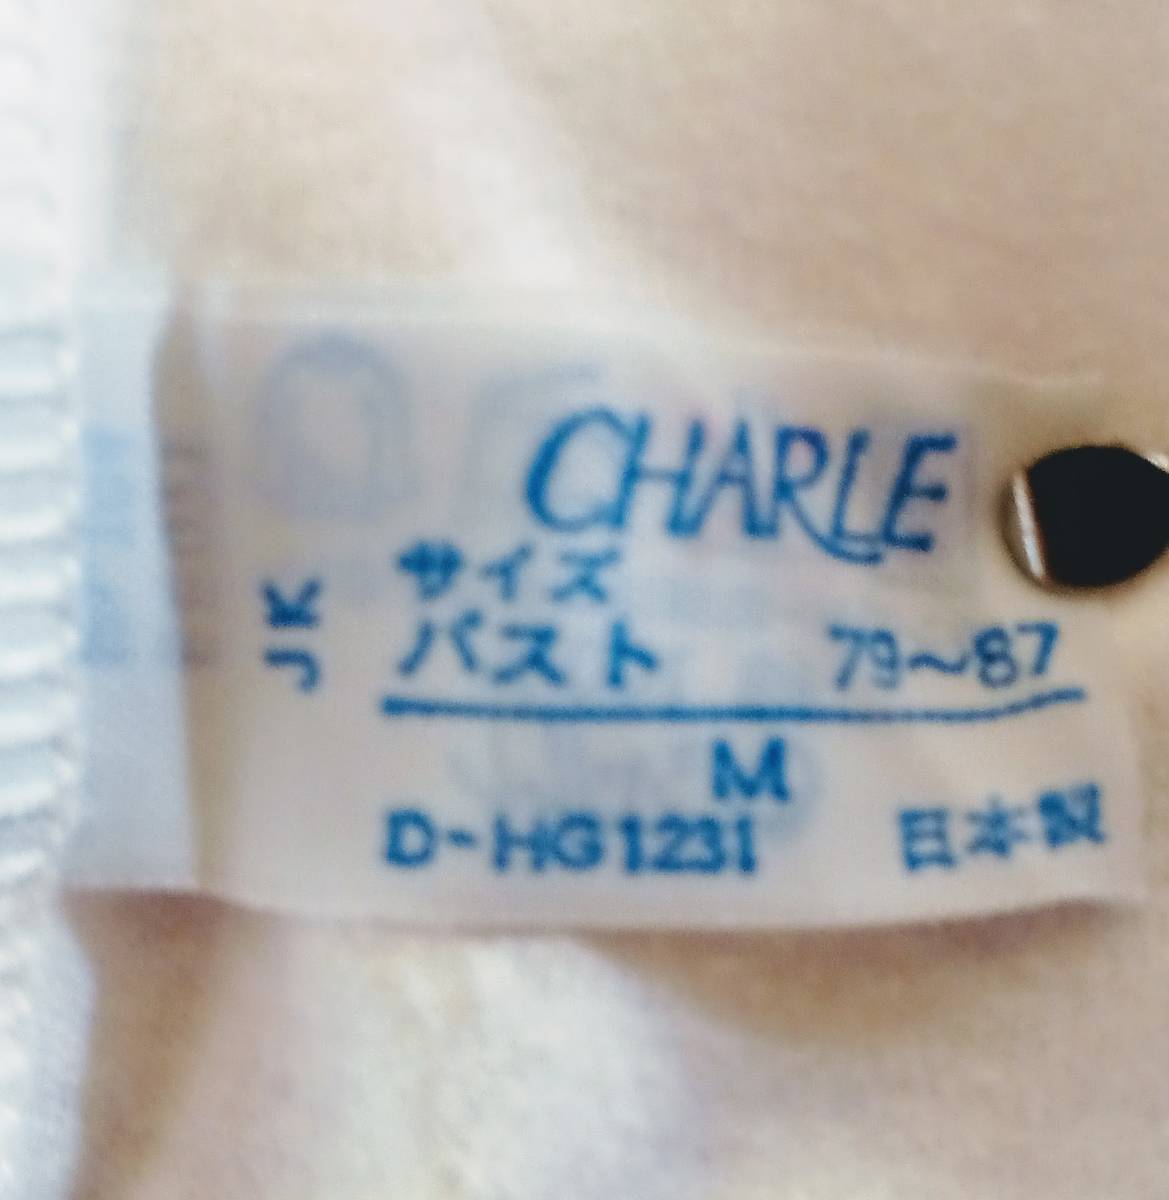 CHARLE
サイズ
バスト 79～87
M
D-HG1231 日本製
JK